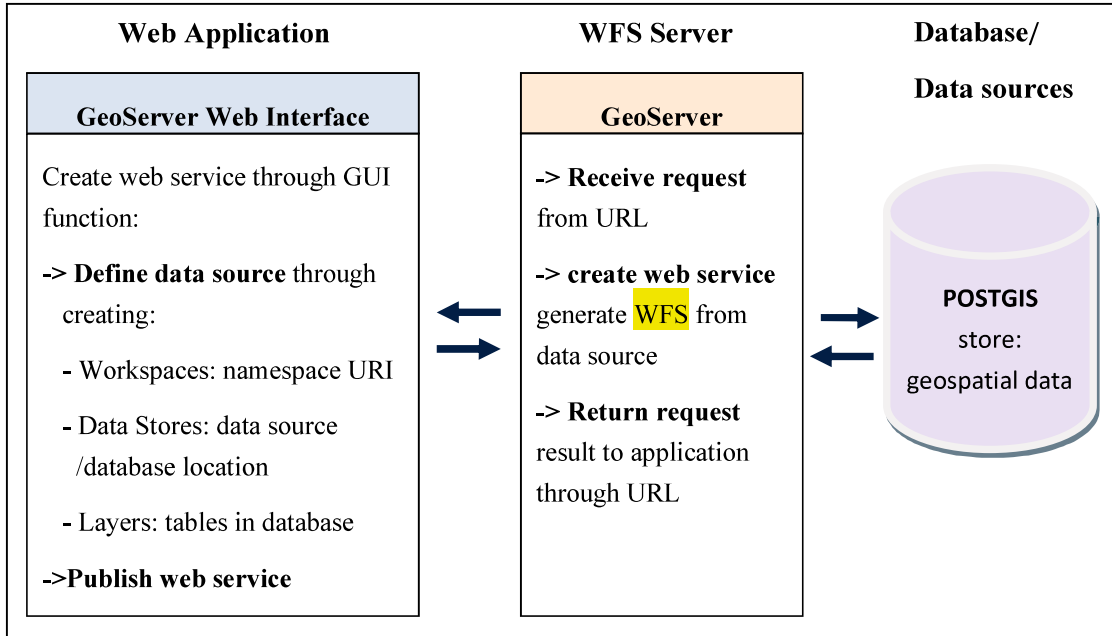 Web Application
GeoServer Web Interface
Create web service through GUI
function:
-> Define data source through
creating:
- Workspaces: namespace URI
- Data Stores: data source
/database location
- Layers: tables in database
->Publish web service
WFS Server
GeoServer
-> Receive request
from URL
-> create web service
generate WFS from
data source
-> Return request
result to application
through URL
Database/
Data sources
POSTGIS
store:
geospatial data